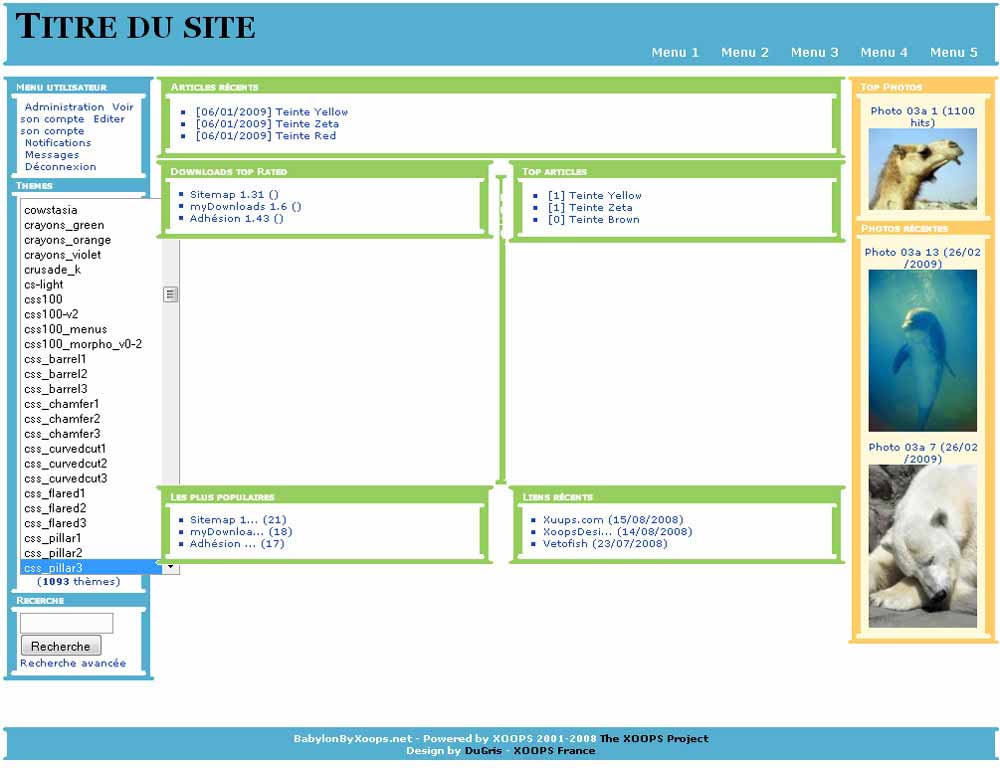 TITRE DU SITE
Menu 1 Menu 2 Menu 3 Menu 4 Menu 5
MENU UTILISATEUR
Administration Voir
son compte Editer
son compte
Notifications
Messages
Déconnexion
THEMES
cowstasia
crayons_green
crayons_orange
crayons_violet
crusade_k
cs-light
css100
css100-v2
css100_menus
css100_morpho_v0-2
css_barrel1
css_barrel2
css_barrel3
css_chamfer1
css_chamfer2
css_chamfer3
css_curvedcut1
css_curvedcut2
css_curvedcut3
css_flared1
css_flared2
css_flared3
css_pillar1
css_pillar2
css_pillar3
(1093 thèmes)
RECERCHE
Recherche
Recherche avancée
ARTICLES RÉCENTS
[06/01/2009] Teinte Yellow
[06/01/2009] Teinte Zeta
[06/01/2009] Teinte Red
DOWNLOADS TOP RATED
Sitemap 1.31 ()
myDownloads 1.6 ()
Adhésion 1.43 ()
TOP ARTICLES
[1] Teinte Yellow
[1] Teinte Zeta
[0] Teinte Brown
LES PLUS POPULAIRES
Sitemap 1... (21)
myDownloa... (18)
Adhésion ... (17)
LIENS RÉCENTS
Xuups.com (15/08/2008)
XoopsDesi... (14/08/2008)
Vetofish (23/07/2008)
TOP PHOTOS
Photo 03a 1 (1100
hits)
PHOTOS RÉCENTES
Photo 03a 13 (26/02
/2009)
Photo 03a 7 (26/02
/2009)
BabylonByXoops.net - Powered by XOOPS 2001-2008 The XOOPS Project
Design by DuGris - XOOPS France